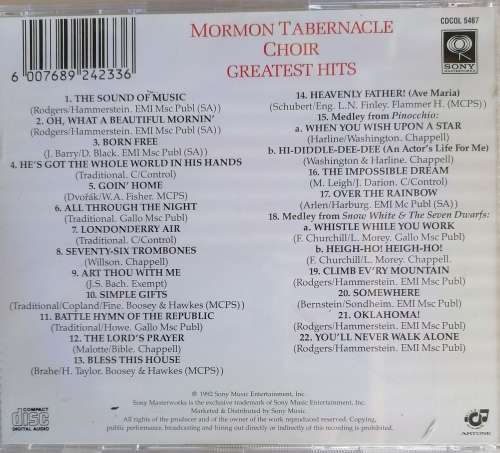 6 007689 242336
MORMON TABERNACLE
CHOIR
GREATEST HITS
CDCOL 5467
SONY
MASTERWORKS
1. THE SOUND OF MUSIC
(Rodgers/Hammerstein. EMI Msc Publ (SA))
2. OH, WHAT A BEAUTIFUL MORNIN'
(Rodgers/Hammerstein. EMI Msc Publ (SA))
3. BORN FREE
(J. Barry/D. Black. EMI Msc Publ (SA))
4. HE'S GOT THE WHOLE WORLD IN HIS HANDS
(Traditional. C/Control)
5. GOIN' HOME
(Dvořák/W.A. Fisher. MCPS)
6. ALL THROUGH THE NIGHT
(Traditional. Gallo Msc Publ)
7. LONDONDERRY AIR
(Traditional. C/Control)
8. SEVENTY-SIX TROMBONES
(Willson. Chappell)
9. ART THOU WITH ME
(J.S. Bach. Exempt)
10. SIMPLE GIFTS
(Traditional/Copland/Fine. Boosey & Hawkes (MCPS))
11. BATTLE HYMN OF THE REPUBLIC
(Traditional/Howe. Gallo Msc Publ)
12. THE LORD'S PRAYER
(Malotte/Bible. Chappell)
13. BLESS THIS HOUSE
(Brahe/H. Taylor. Boosey & Hawkes (MCPS))
14. HEAVENLY FATHER! (Ave Maria)
(Schubert/Eng. L.N. Finley. Flammer H. (MCPS))
15. Medley from Pinocchio:
a. WHEN YOU WISH UPON A STAR
(Harline/Washington. Chappell)
b. HI-DIDDLE-DEE-DEE (An Actor's Life For Me)
(Washington & Harline. Chappell)
16. THE IMPOSSIBLE DREAM
(M. Leigh/J. Darion. C/Control)
17. OVER THE RAINBOW
(Arlen/Harburg. EMI Msc Publ (SA))
18. Medley from Snow White & The Seven Dwarfs:
a. WHISTLE WHILE YOU WORK
(F. Churchill/L. Morey. Gallo Msc Publ)
b. HEIGH-HO! HEIGH-HO!
(F. Churchill/L. Morey. Chappell)
19. CLIMB EV'RY MOUNTAIN
(Rodgers/Hammerstein. EMI Msc Publ (SA))
20. SOMEWHERE
(Bernstein/Sondheim. EMI Msc Publ)
21. OKLAHOMA!
(Rodgers/Hammerstein. EMI Msc Publ (SA))
22. YOU'LL NEVER WALK ALONE
(Rodgers/Hammerstein. EMI Msc Publ (SA))
℗ 1992 Sony Music Entertainment, Inc.
Sony Masterworks is the exclusive trademark of Sony Music Entertainment, Inc.
Marketed & Distributed by Sony Music.
All rights of the producer and of the owner of the work reproduced reserved. Copying,
public performance, broadcasting and hiring out directly or indirectly of this recording is prohibited.
COMPACT
disc
DIGITAL AUDIO
ANTONE